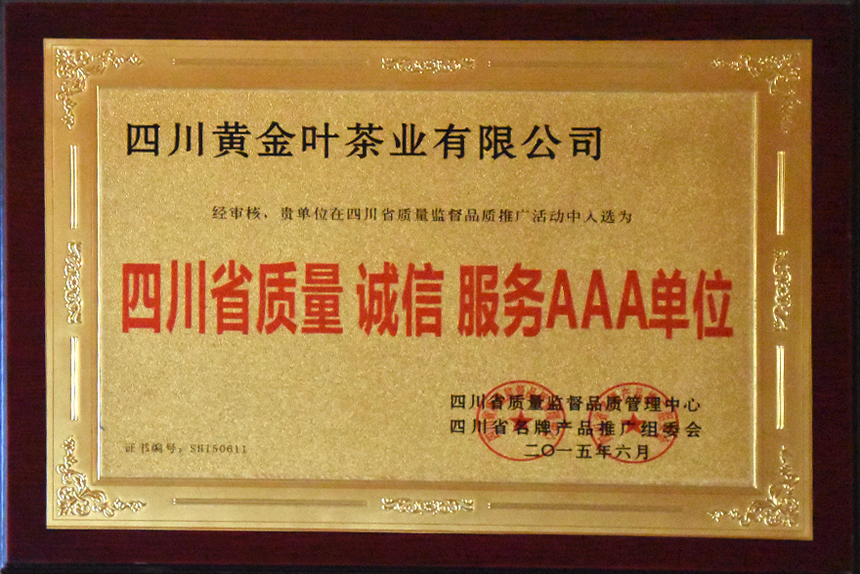 四川黄金叶茶业有限公司
经审核，贵单位在四川省质量监督品质推广活动中入选为
四川省质量 诚信 服务AAA单位
四川省质量监督品质管理中心
四川省名牌产品推广组委会
二〇一五年六月
证书编号：SHI50611